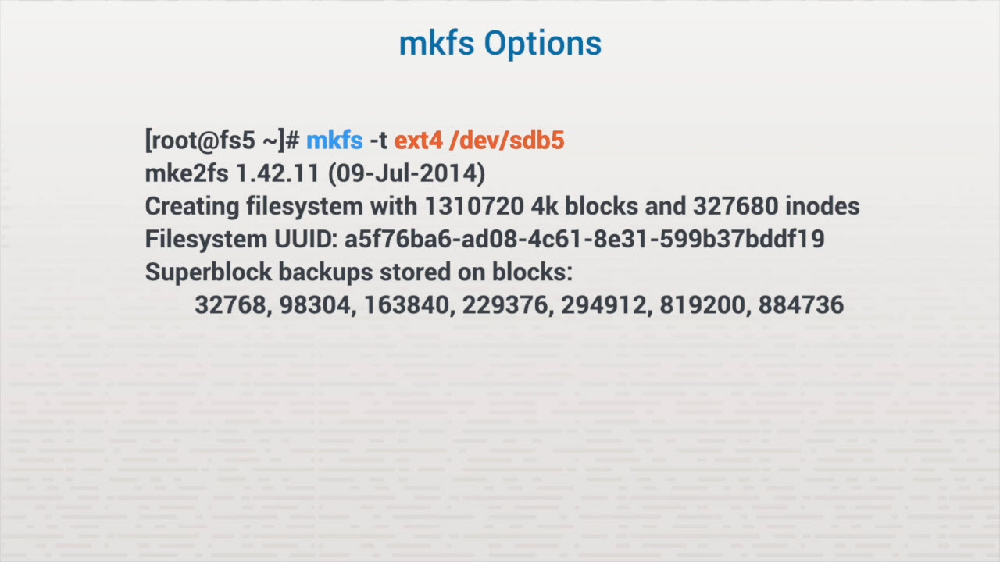 mkfs Options
[root@fs5 ~]# mkfs -t ext4 /dev/sdb5
mke2fs 1.42.11 (09-Jul-2014)
Creating filesystem with 1310720 4k blocks and 327680 inodes
Filesystem UUID: a5f76ba6-ad08-4c61-8e31-599b37bddf19
Superblock backups stored on blocks:
32768, 98304, 163840, 229376, 294912, 819200, 884736